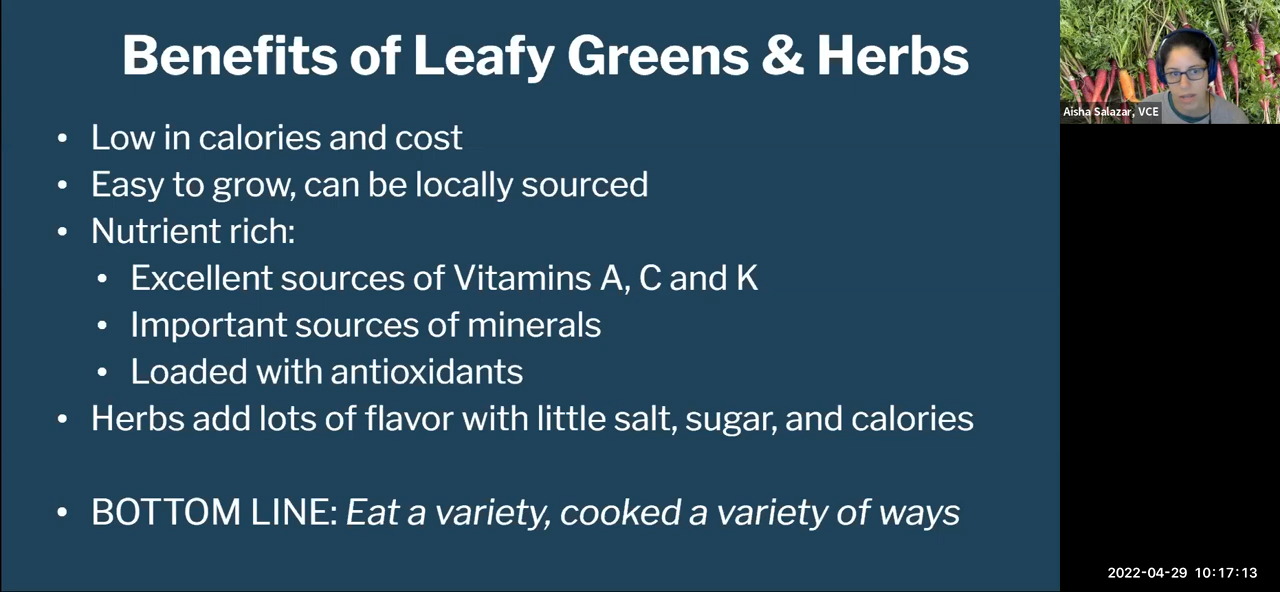 Benefits of Leafy Greens & Herbs
• Low in calories and cost
• Easy to grow, can be locally sourced
• Nutrient rich:
• Excellent sources of Vitamins A, C and K
• Important sources of minerals
• Loaded with antioxidants
• Herbs add lots of flavor with little salt, sugar, and calories
• BOTTOM LINE: Eat a variety, cooked a variety of ways
Aisha Salazar, VCE
2022-04-29 10:17:13